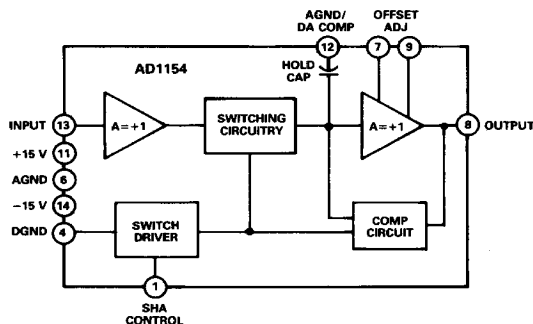 AGND/
DA COMP
OFFSET
ADJ
12
7
9
AD1154
HOLD
CAP
INPUT
13
A=+1
SWITCHING
CIRCUITRY
A=+1
8
OUTPUT
+15 V
11
AGND
6
-15 V
14
DGND
4
SWITCH
DRIVER
COMP
CIRCUIT
1
SHA
CONTROL